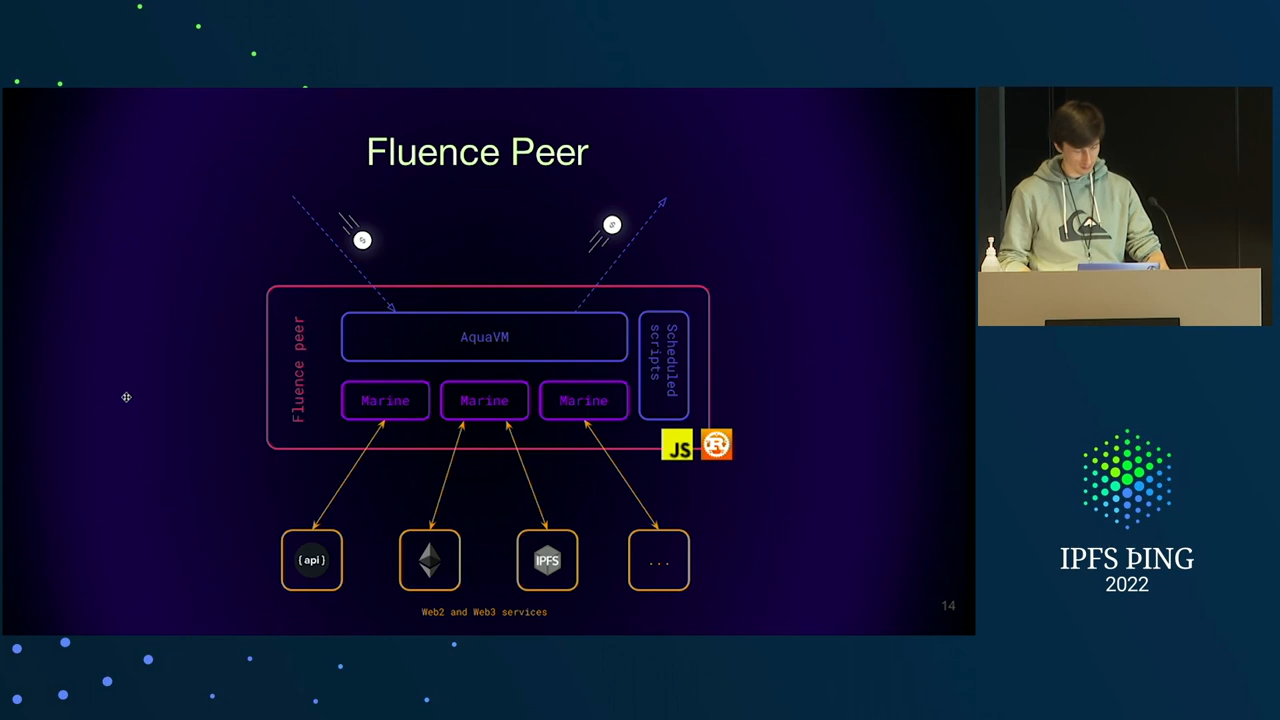 Fluence Peer
Fluence peer
AquaVM
Scheduled
scripts
Marine
Marine
Marine
JS
R
{api}
IPFS
...
Web2 and Web3 services
14
IPFS ÞING
2022